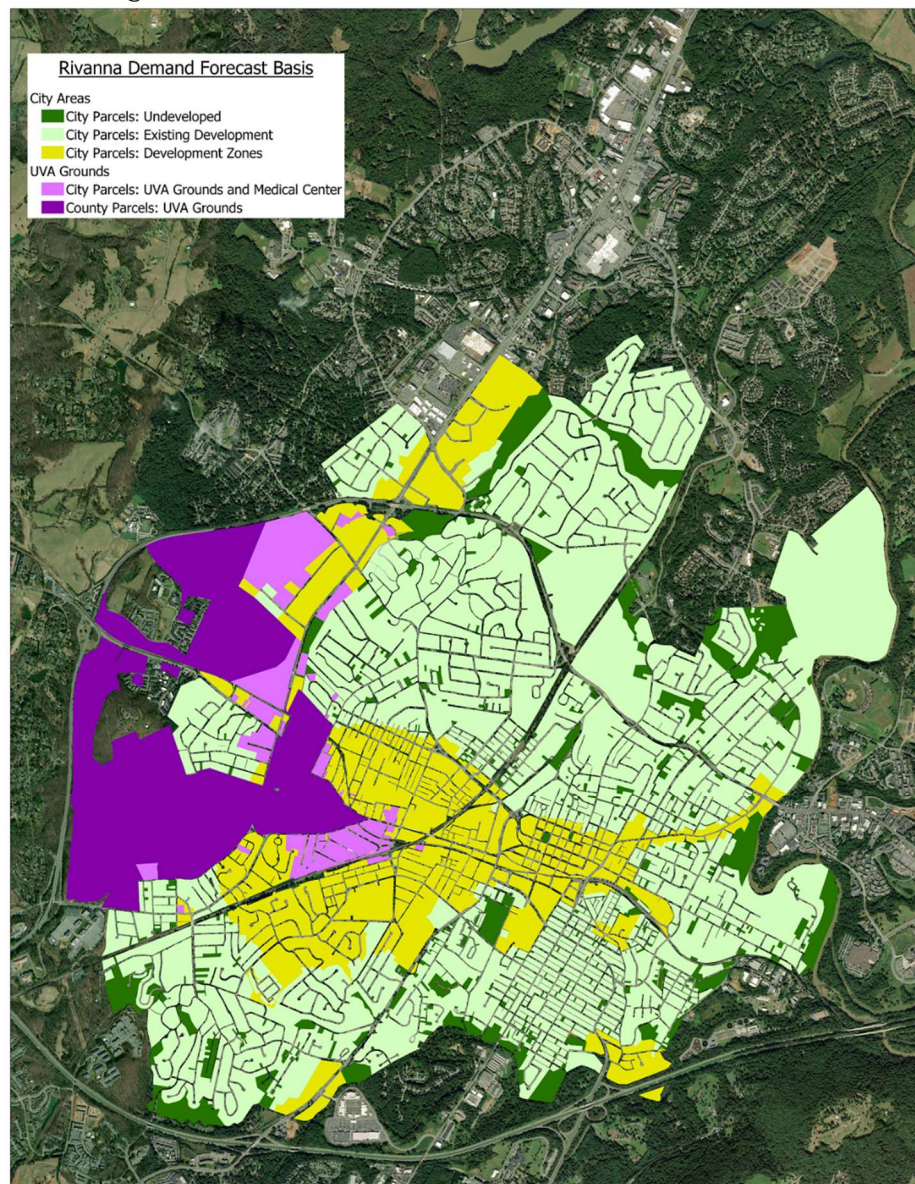 Rivanna Demand Forecast Basis
City Areas
City Parcels: Undeveloped
City Parcels: Existing Development
City Parcels: Development Zones
UVA Grounds
City Parcels: UVA Grounds and Medical Center
County Parcels: UVA Grounds